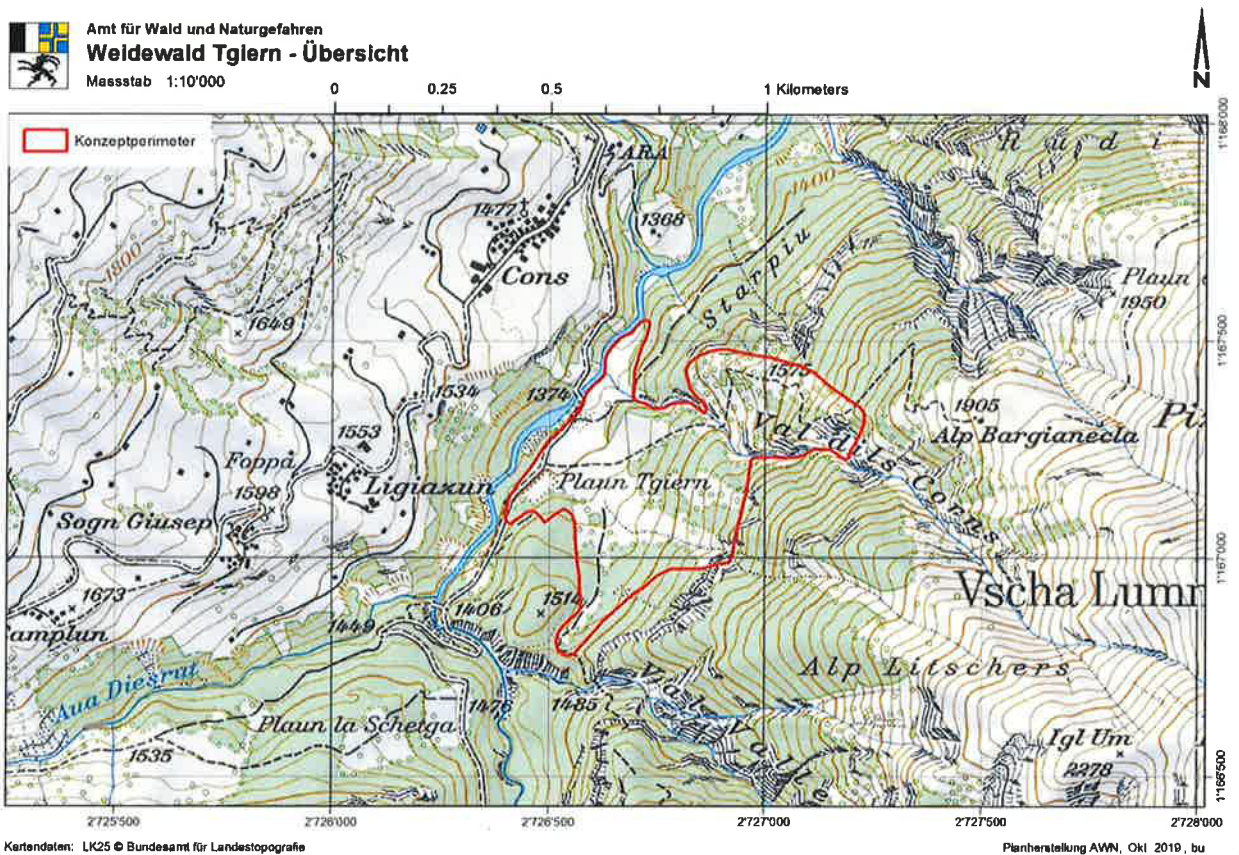 Amt für Wald und Naturgefahren
Weidewald Tgiern - Übersicht
Massstab 1:10'000
0 0.25 0.5 1 Kilometers
N
Konzeptperimeter
1'168'000
ARA
R u d i
1400
1477
1368
Cons
Starpiu
1800
Plaun
1950
1649
1'167'500
1575
1534
1374
1905
Val dils Corns
Alp Bargianecla
Piz
1553
Foppa
Ligiazun
Plaun Tgiern
1598
Sogn Giusep
1'167'000
1673
1406
1514
Vscha Lumn
amplun
1449
Alp Litschers
Aua Diesrut
Val
Plaun la Schetga
1476
1485
1535
Igl Um
2278
1'166'500
2'725'500 2'726'000 2'726'500 2'727'000 2'727'500 2'728'000
Kartendaten: LK25 © Bundesamt für Landestopografie
Planherstellung AWN, Okt 2019, bu